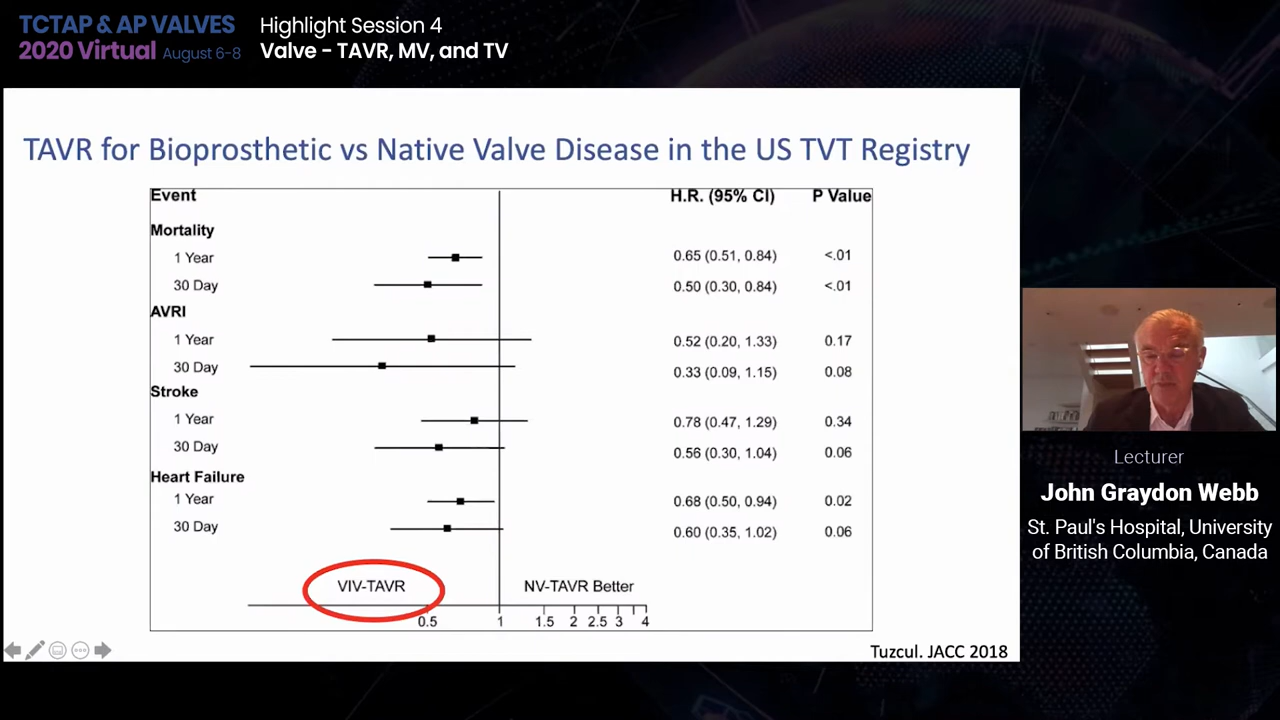 TCTAP & AP VALVES
2020 Virtual August 6-8
Highlight Session 4
Valve - TAVR, MV, and TV
TAVR for Bioprosthetic vs Native Valve Disease in the US TVT Registry
Event H.R. (95% CI) P Value
Mortality
1 Year 0.65 (0.51, 0.84) <.01
30 Day 0.50 (0.30, 0.84) <.01
AVRI
1 Year 0.52 (0.20, 1.33) 0.17
30 Day 0.33 (0.09, 1.15) 0.08
Stroke
1 Year 0.78 (0.47, 1.29) 0.34
30 Day 0.56 (0.30, 1.04) 0.06
Heart Failure
1 Year 0.68 (0.50, 0.94) 0.02
30 Day 0.60 (0.35, 1.02) 0.06
VIV-TAVR NV-TAVR Better
0.5 1 1.5 2 2.5 3 4
Tuzcul. JACC 2018
Lecturer
John Graydon Webb
St. Paul's Hospital, University
of British Columbia, Canada